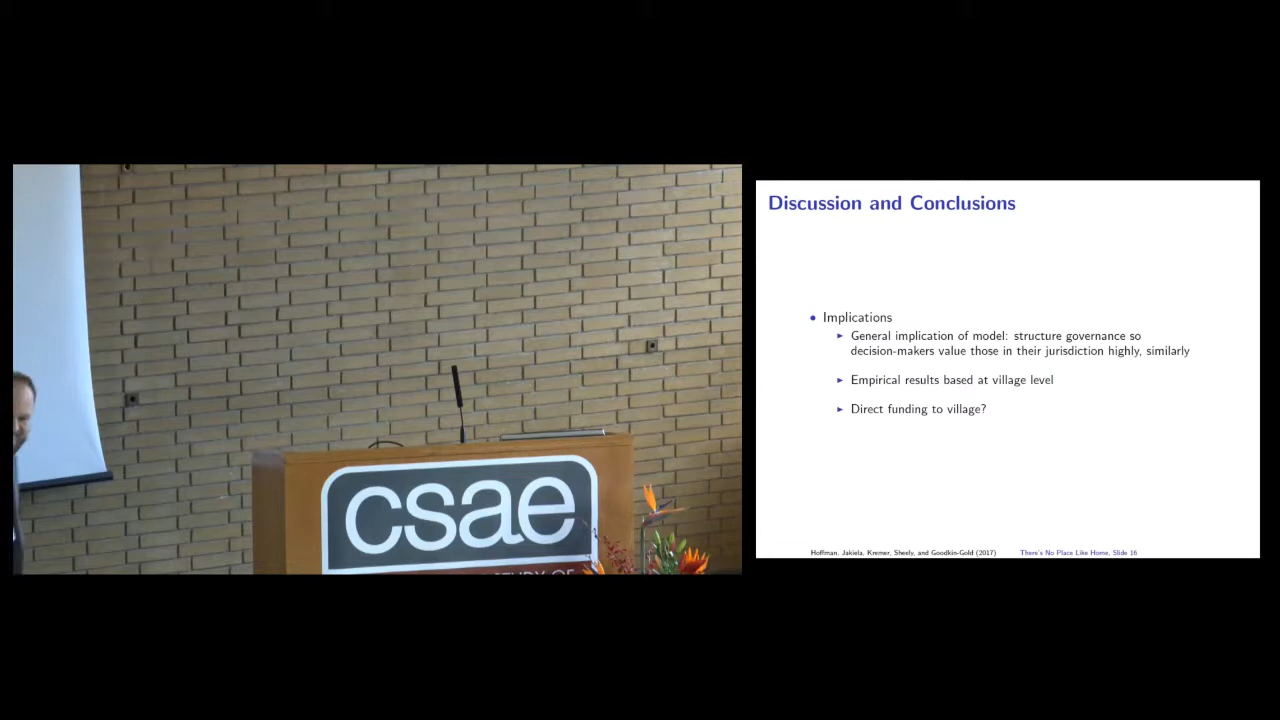 csae
STUDY OF
Discussion and Conclusions
• Implications
► General implication of model: structure governance so
decision-makers value those in their jurisdiction highly, similarly
► Empirical results based at village level
► Direct funding to village?
Hoffman, Jakiela, Kremer, Sheely, and Goodkin-Gold (2017) There's No Place Like Home, Slide 16